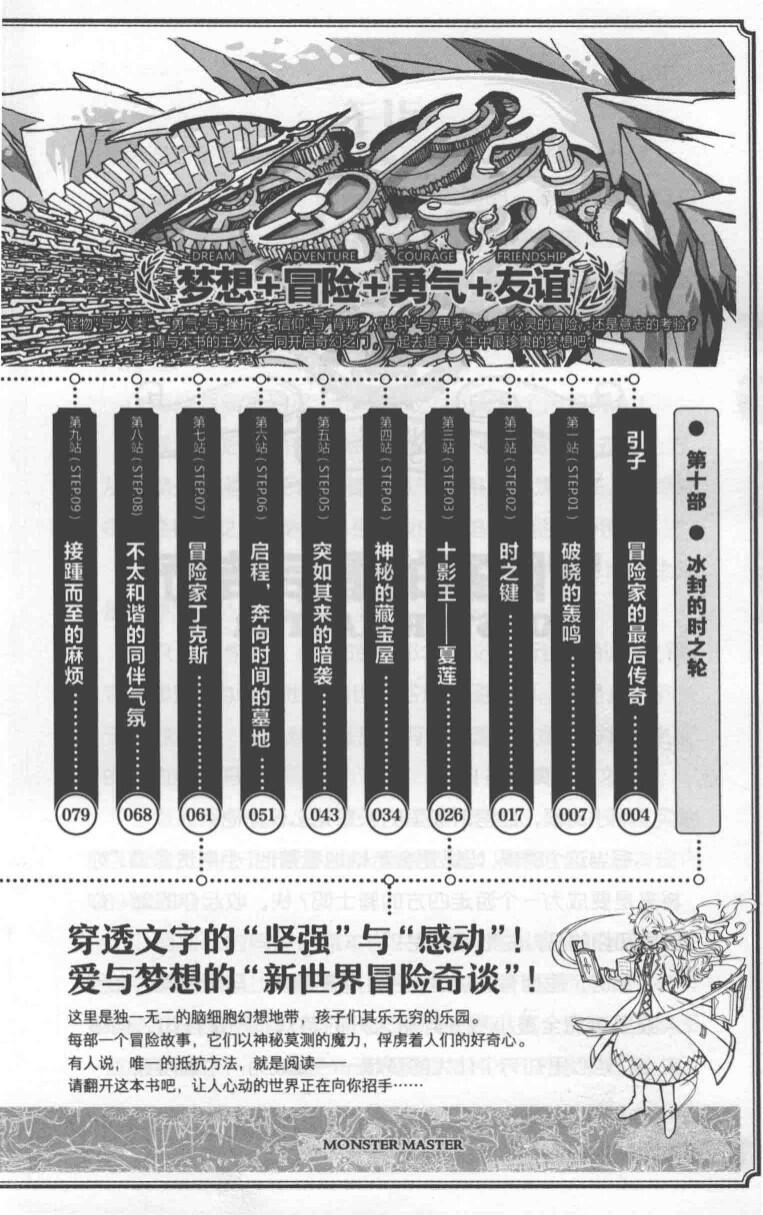 DREAM ADVENTURE COURAGE FRIENDSHIP
梦想+冒险+勇气+友谊
怪物”与“人类”、“勇气”与“挫折”、“信仰”与“背叛”、“战斗”与“思考”……是心灵的冒险，还是意志的考验？
请与本书的主人公一同开启奇幻之门，一起去追寻人生中最珍贵的梦想吧！
● 第十部 ● 冰封的时之轮
引子 冒险家的最后传奇 004
第一站(STEP01) 破晓的轰鸣 007
第二站(STEP02) 时之键 017
第三站(STEP03) 十影王——夏莲 026
第四站(STEP04) 神秘的藏宝屋 034
第五站(STEP05) 突如其来的暗袭 043
第六站(STEP06) 启程，奔向时间的墓地 051
第七站(STEP07) 冒险家丁克斯 061
第八站(STEP08) 不太和谐的同伴气氛 068
第九站(STEP09) 接踵而至的麻烦 079
穿透文字的“坚强”与“感动”！
爱与梦想的“新世界冒险奇谈”！
这里是独一无二的脑细胞幻想地带，孩子们其乐无穷的乐园。
每部一个冒险故事，它们以神秘莫测的魔力，俘虏着人们的好奇心。
有人说，唯一的抵抗方法，就是阅读——
请翻开这本书吧，让人心动的世界正在向你招手……
MONSTER MASTER